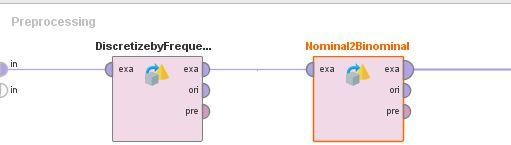 Preprocessing
DiscretizebyFreque...
Nominal2Binominal
in
exa
exa
exa
exa
in
ori
ori
pre
pre